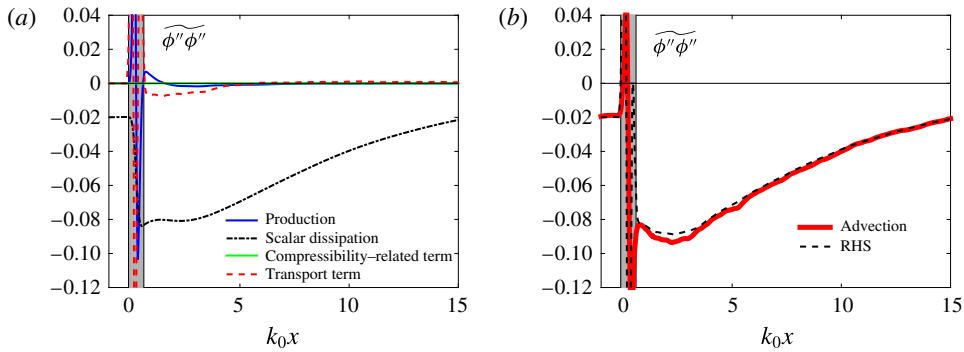 (a)
0.04
0.02
0
−0.02
−0.04
−0.06
−0.08
−0.10
−0.12
ϕ″ϕ″
Production
Scalar dissipation
Compressibility–related term
Transport term
0 5 10 15
k₀x
(b)
0.04
0.02
0
−0.02
−0.04
−0.06
−0.08
−0.10
−0.12
ϕ″ϕ″
Advection
RHS
0 5 10 15
k₀x